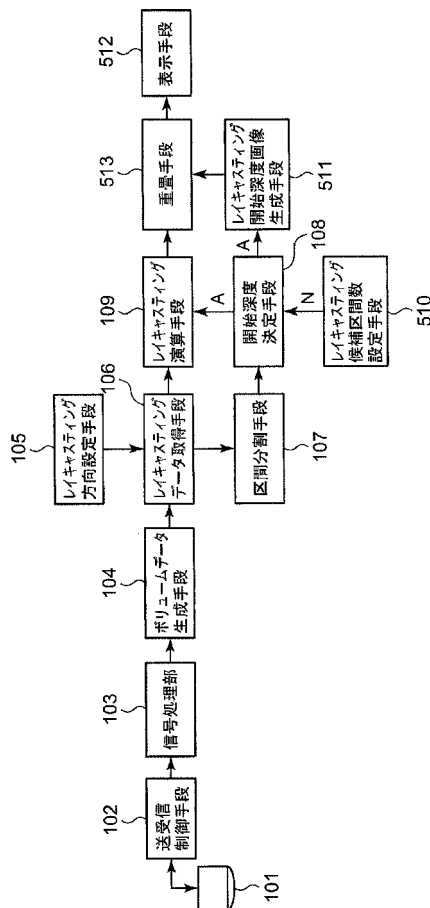 101
102
送受信
制御手段
103
信号処理部
104
ボリュームデータ
生成手段
105
レイキャスティング
方向設定手段
106
レイキャスティング
データ取得手段
区間分割手段
107
109
レイキャスティング
演算手段
A
開始深度
決定手段
108
A
N
レイキャスティング
候補区間数
設定手段
510
513
重畳手段
レイキャスティング
開始深度画像
生成手段
511
512
表示手段